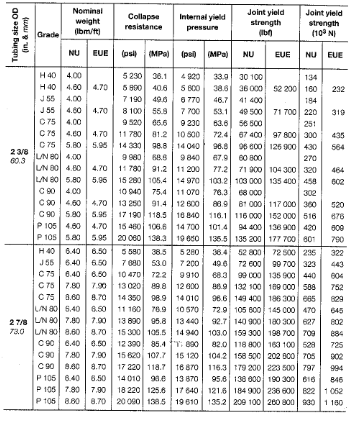 Tubing size OD (in. & mm) Grade Nominal weight (lbm/ft) Collapse resistance Internal yield pressure Joint yield strength (lbf) Joint yield strength (10³ N)
NU EUE (psi) (MPa) (psi) (MPa) NU EUE NU EUE
2 3/8
60.3
H 40 4.00 5 230 36.1 4 920 33.9 30 100 134
H 40 4.60 4.70 5 890 40.6 5 600 38.6 36 000 52 200 160 232
J 55 4.00 7 190 49.6 6 770 46.7 41 400 184
J 55 4.60 4.70 8 100 55.8 7 700 53.1 49 500 71 700 220 319
C 75 4.00 9 520 65.6 9 230 63.6 56 500 251
C 75 4.60 4.70 11 780 81.2 10 500 72.4 67 400 97 800 300 435
C 75 5.80 5.95 14 330 98.8 14 040 96.8 96 600 126 900 430 564
L/N 80 4.00 9 980 68.8 9 840 67.9 60 800 270
L/N 80 4.60 4.70 11 780 91.2 11 200 77.2 71 900 104 300 320 464
L/N 80 5.80 5.95 15 280 105.4 14 970 103.2 103 000 135 400 458 602
C 90 4.00 10 940 75.4 11 070 76.3 68 000 302
C 90 4.60 4.70 13 250 91.4 12 600 86.9 81 000 117 000 360 520
C 90 5.80 5.95 17 190 118.5 16 840 116.1 116 000 152 000 516 676
P 105 4.60 4.70 15 460 106.6 14 700 101.4 94 400 136 900 420 609
P 105 5.80 5.95 20 060 138.3 19 650 135.5 135 200 177 700 601 790
2 7/8
73.0
H 40 6.40 6.50 5 580 38.5 5 280 36.4 52 800 72 500 235 322
J 55 6.40 6.50 7 680 53.0 7 260 49.6 72 600 99 700 323 443
C 75 6.40 6.50 10 470 72.2 9 910 68.3 99 000 135 900 440 604
C 75 7.80 7.90 13 020 89.8 12 600 86.9 132 100 169 000 588 752
C 75 8.60 8.70 14 350 98.9 14 010 96.6 149 400 186 300 665 829
L/N 80 6.40 6.50 11 160 76.9 10 570 72.9 105 600 145 000 470 645
L/N 80 7.80 7.90 13 890 95.8 13 440 92.7 140 900 180 300 627 802
L/N 80 8.60 8.70 15 300 105.5 14 940 103.0 159 300 198 700 709 884
C 90 6.40 6.50 12 390 85.4 890 82.0 118 800 163 100 528 725
C 90 7.80 7.90 15 620 107.7 15 120 104.2 158 500 202 800 705 902
C 90 8.60 8.70 17 220 118.7 16 870 116.3 179 200 223 500 797 994
P 105 6.40 6.50 14 010 96.6 13 870 95.6 138 600 190 300 616 846
P 105 7.80 7.90 18 220 125.6 17 640 121.6 184 900 236 600 822 1 052
P 105 8.60 8.70 20 090 138.5 19 610 135.2 209 100 260 800 930 1 160